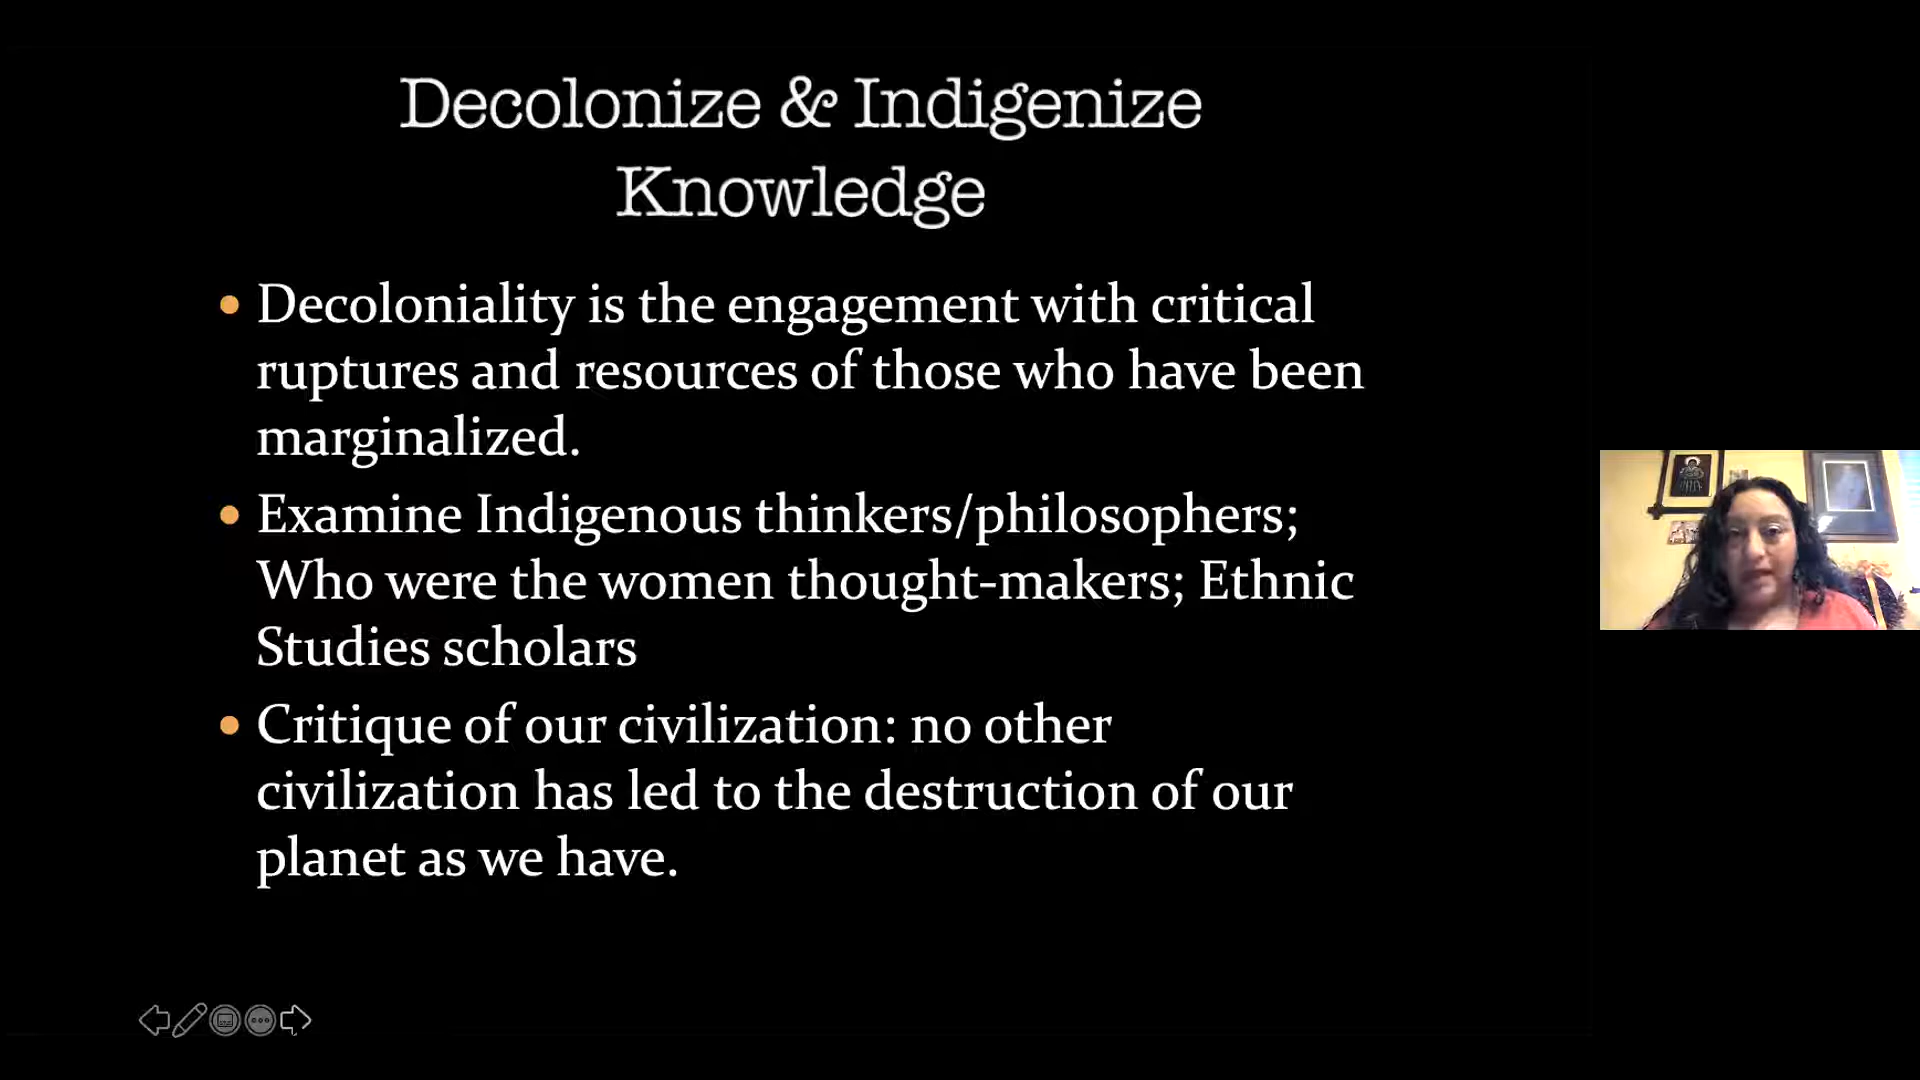 Decolonize & Indigenize
Knowledge
• Decoloniality is the engagement with critical
ruptures and resources of those who have been
marginalized.
• Examine Indigenous thinkers/philosophers;
Who were the women thought-makers; Ethnic
Studies scholars
• Critique of our civilization: no other
civilization has led to the destruction of our
planet as we have.